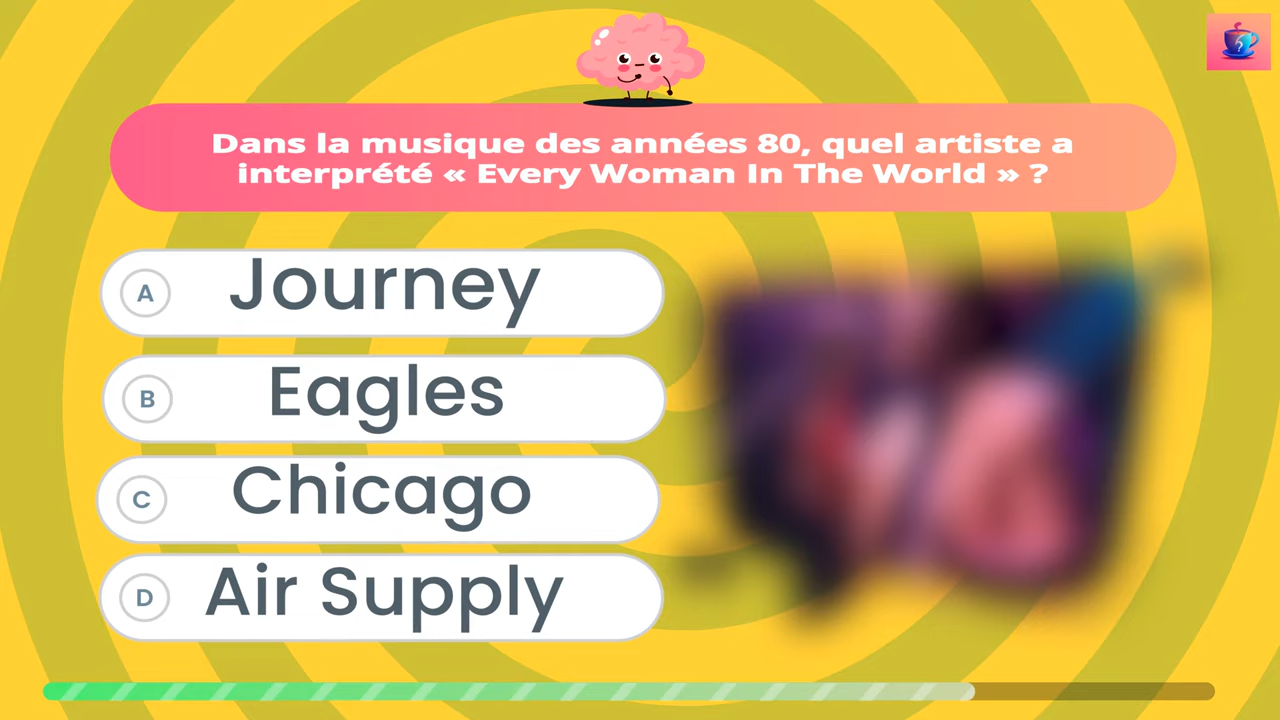 Dans la musique des années 80, quel artiste a
interprété « Every Woman In The World » ?
A Journey
B Eagles
C Chicago
D Air Supply